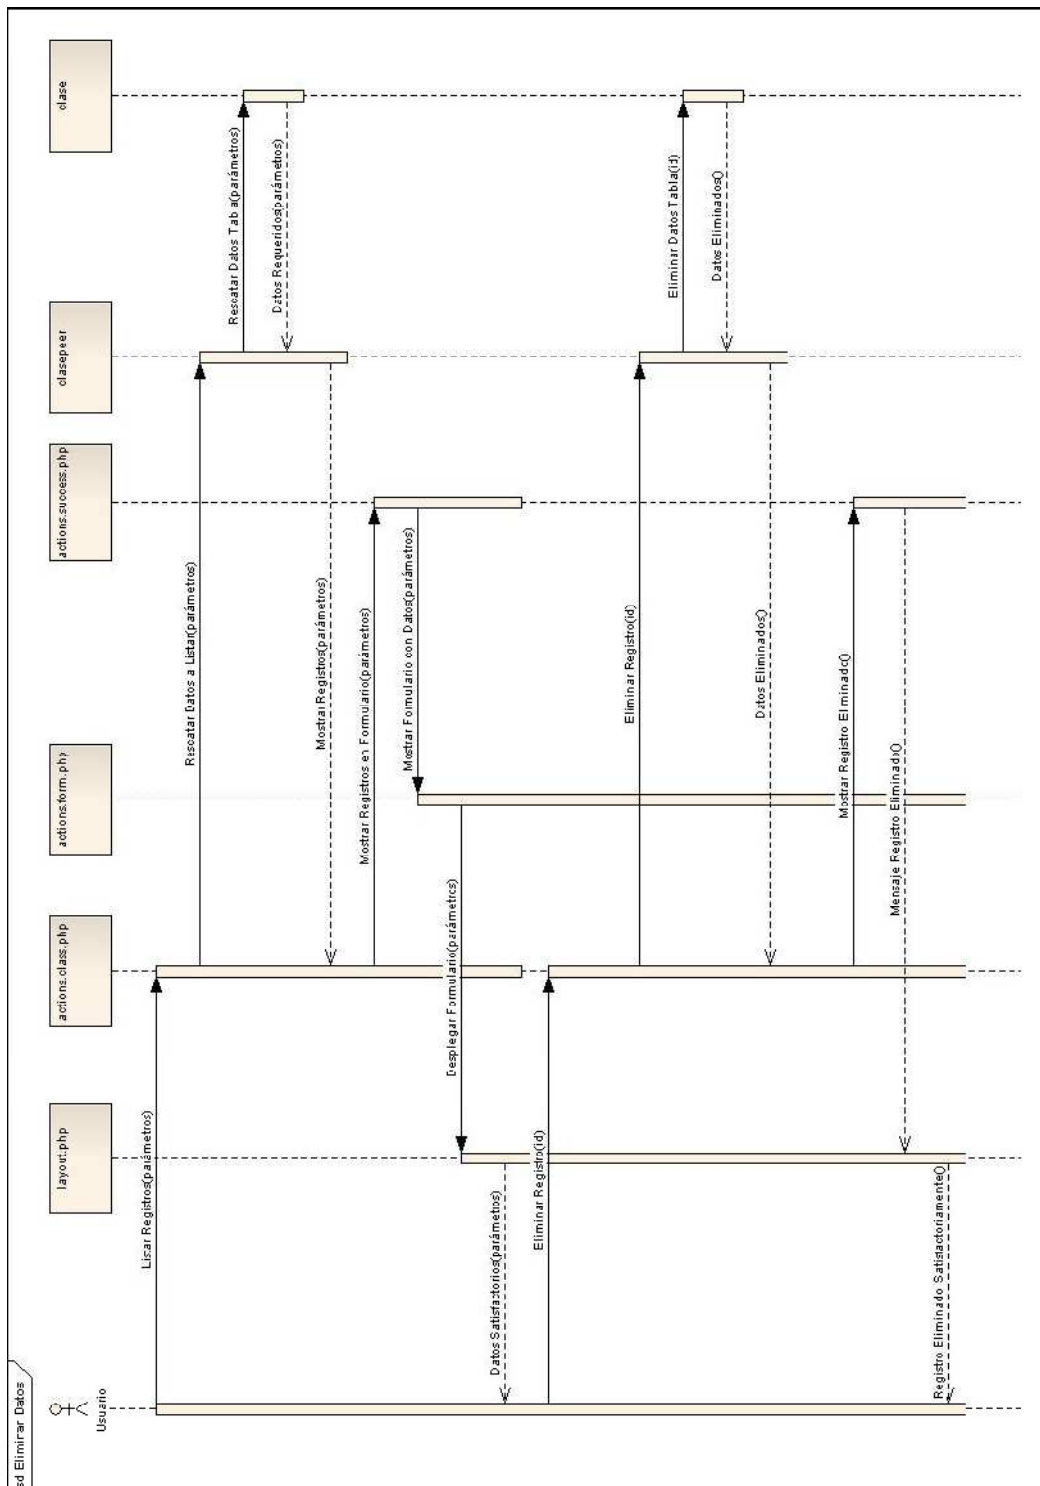 sd Eliminar Datos
Usuario
layout.php
actions.class.php
actions.form.php
actions.success.php
clasepeer
clase
Listar Registros(parámetros)
Rescatar Datos a Listar(parámetros)
Rescatar Datos Tabla(parámetros)
Datos Requeridos(parámetros)
Mostrar Registros(parámetros)
Mostrar Registros en Formulario(parámetros)
Mostrar Formulario con Datos(parámetros)
Desplegar Formulario(parámetros)
Datos Satisfactorios(parámetros)
Eliminar Registro(id)
Eliminar Registro(id)
Eliminar Datos Tabla(id)
Datos Eliminados()
Datos Eliminados()
Mostrar Registro Eliminado()
Mensaje Registro Eliminado()
Registro Eliminado Satisfactoriamente()